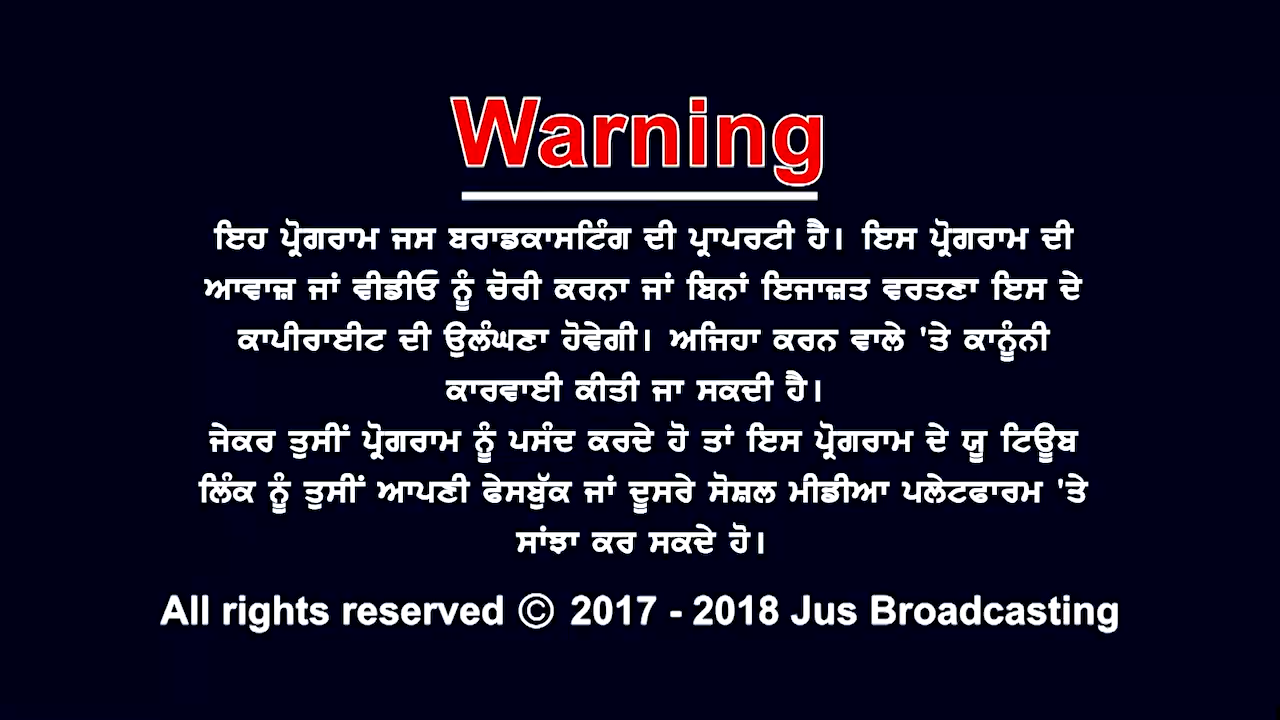 Warning
ਇਹ ਪ੍ਰੋਗਰਾਮ ਜਸ ਬਰਾਡਕਾਸਟਿੰਗ ਦੀ ਪ੍ਰਾਪਰਟੀ ਹੈ। ਇਸ ਪ੍ਰੋਗਰਾਮ ਦੀ
ਆਵਾਜ਼ ਜਾਂ ਵੀਡੀਓ ਨੂੰ ਚੋਰੀ ਕਰਨਾ ਜਾਂ ਬਿਨਾਂ ਇਜਾਜ਼ਤ ਵਰਤਣਾ ਇਸ ਦੇ
ਕਾਪੀਰਾਈਟ ਦੀ ਉਲੰਘਣਾ ਹੋਵੇਗੀ। ਅਜਿਹਾ ਕਰਨ ਵਾਲੇ 'ਤੇ ਕਾਨੂੰਨੀ
ਕਾਰਵਾਈ ਕੀਤੀ ਜਾ ਸਕਦੀ ਹੈ।
ਜੇਕਰ ਤੁਸੀਂ ਪ੍ਰੋਗਰਾਮ ਨੂੰ ਪਸੰਦ ਕਰਦੇ ਹੋ ਤਾਂ ਇਸ ਪ੍ਰੋਗਰਾਮ ਦੇ ਯੂ ਟਿਊਬ
ਲਿੰਕ ਨੂੰ ਤੁਸੀਂ ਆਪਣੀ ਫੇਸਬੁੱਕ ਜਾਂ ਦੂਸਰੇ ਸੋਸ਼ਲ ਮੀਡੀਆ ਪਲੇਟਫਾਰਮ 'ਤੇ
ਸਾਂਝਾ ਕਰ ਸਕਦੇ ਹੋ।
All rights reserved © 2017 - 2018 Jus Broadcasting